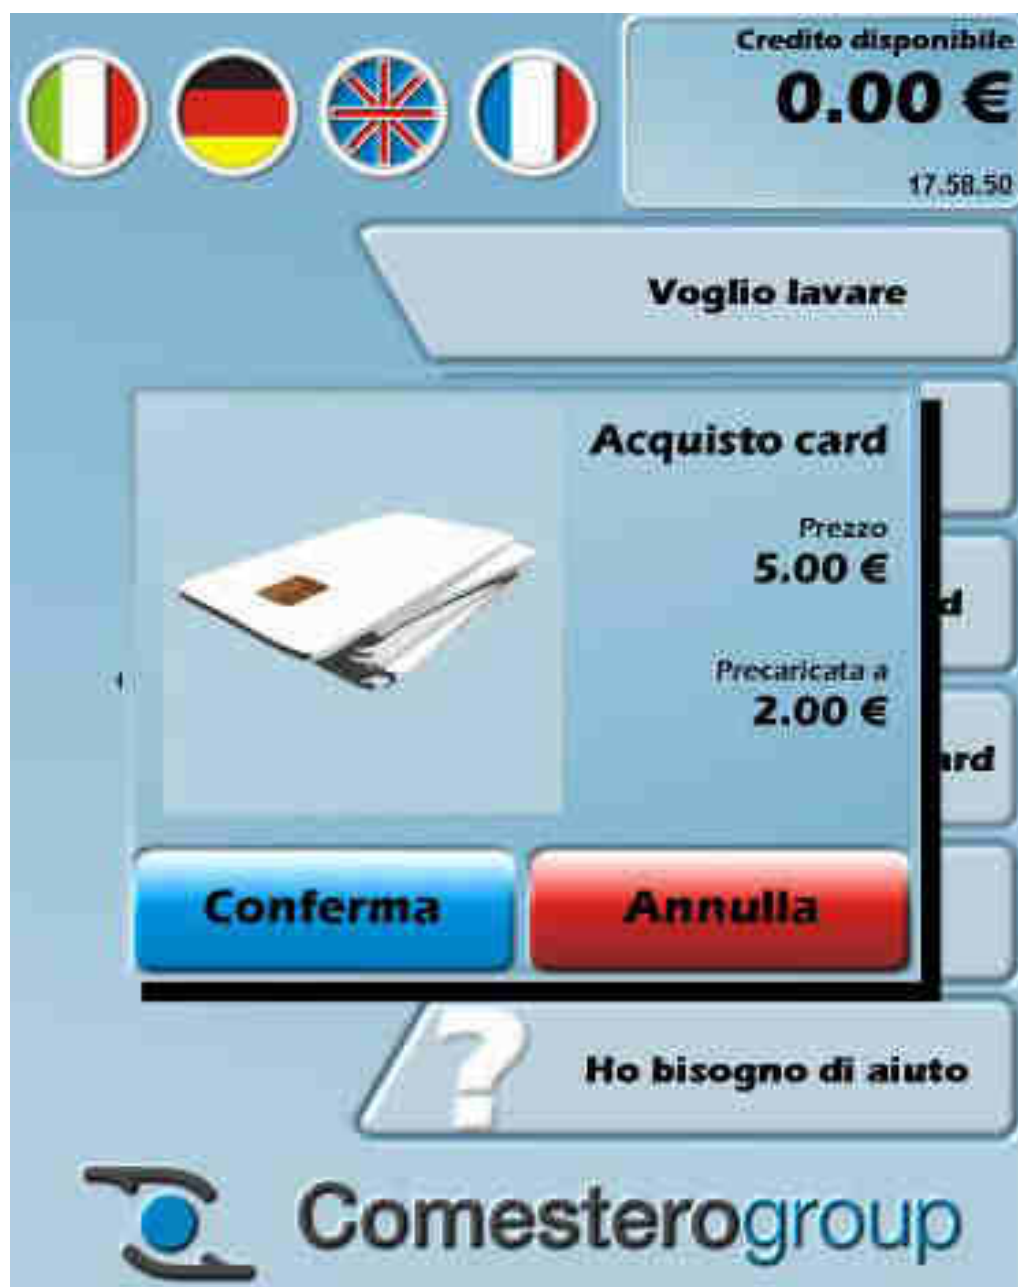 Credito disponibile
0.00 €
17.58.50
Voglio lavare
Acquisto card
Prezzo
5.00 €
Precaricata a
2.00 €
d
ard
Conferma
Annulla
?
Ho bisogno di aiuto
Comesterogroup